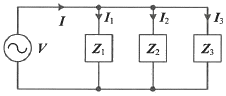 I I₁ I₂ I₃
V Z₁ Z₂ Z₃